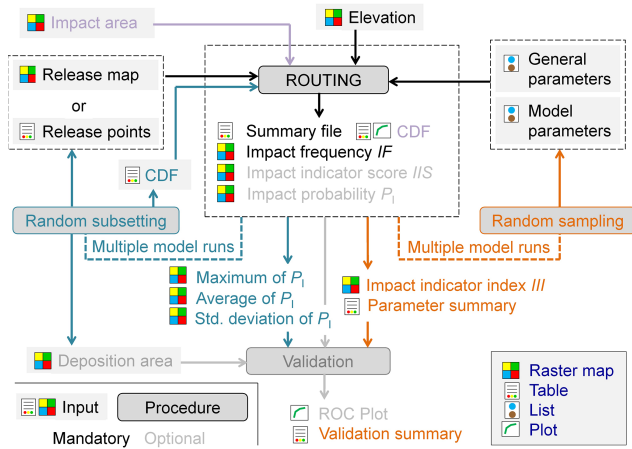 Impact area
Elevation
Release map
or
Release points
ROUTING
General
parameters
Model
parameters
Summary file
CDF
Impact frequency IF
Impact indicator score IIS
Impact probability PI
CDF
Random subsetting
Random sampling
Multiple model runs
Multiple model runs
Maximum of PI
Average of PI
Std. deviation of PI
Impact indicator index III
Parameter summary
Deposition area
Validation
ROC Plot
Validation summary
Input
Procedure
Mandatory Optional
Raster map
Table
List
Plot